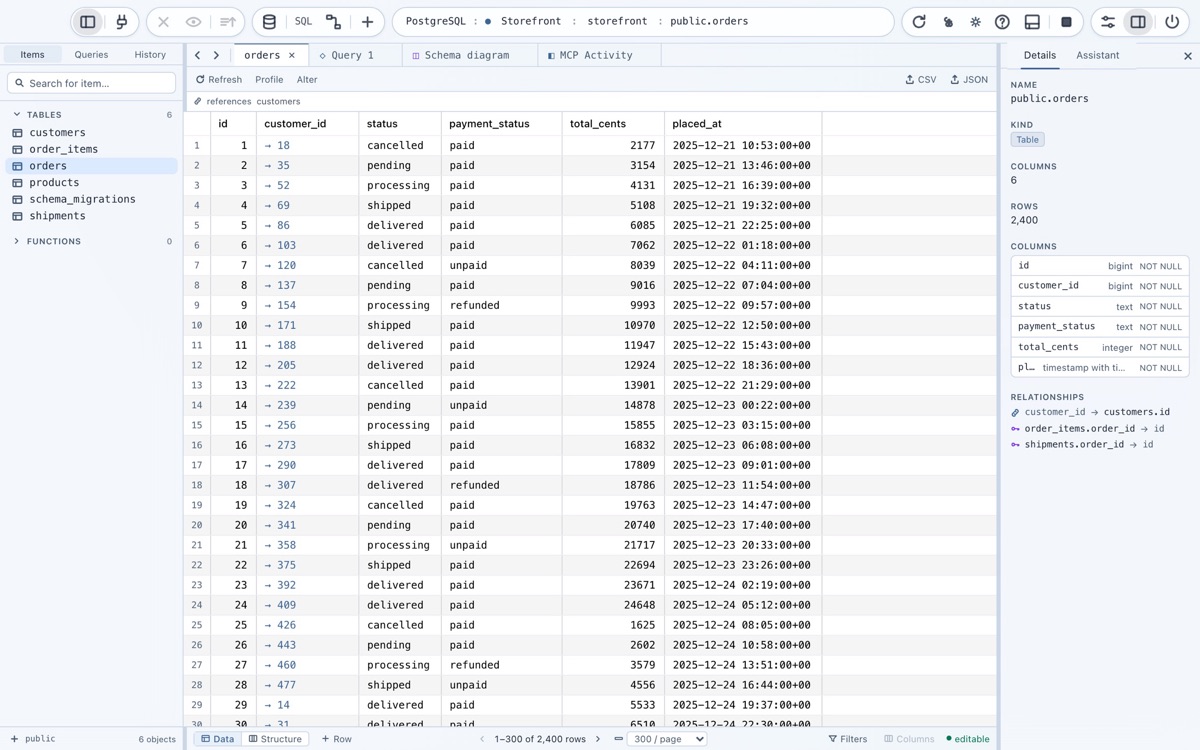 SQL
PostgreSQL : Storefront : storefront : public.orders
Items Queries History
orders × Query 1 Schema diagram MCP Activity
Details Assistant
Search for item...
Refresh Profile Alter CSV JSON
references customers
TABLES 6
customers
order_items
orders
products
schema_migrations
shipments
FUNCTIONS 0
id customer_id status payment_status total_cents placed_at
1 1 → 18 cancelled paid 2177 2025-12-21 10:53:00+00
2 2 → 35 pending paid 3154 2025-12-21 13:46:00+00
3 3 → 52 processing paid 4131 2025-12-21 16:39:00+00
4 4 → 69 shipped paid 5108 2025-12-21 19:32:00+00
5 5 → 86 delivered paid 6085 2025-12-21 22:25:00+00
6 6 → 103 delivered paid 7062 2025-12-22 01:18:00+00
7 7 → 120 cancelled unpaid 8039 2025-12-22 04:11:00+00
8 8 → 137 pending paid 9016 2025-12-22 07:04:00+00
9 9 → 154 processing refunded 9993 2025-12-22 09:57:00+00
10 10 → 171 shipped paid 10970 2025-12-22 12:50:00+00
11 11 → 188 delivered paid 11947 2025-12-22 15:43:00+00
12 12 → 205 delivered paid 12924 2025-12-22 18:36:00+00
13 13 → 222 cancelled paid 13901 2025-12-22 21:29:00+00
14 14 → 239 pending unpaid 14878 2025-12-23 00:22:00+00
15 15 → 256 processing paid 15855 2025-12-23 03:15:00+00
16 16 → 273 shipped paid 16832 2025-12-23 06:08:00+00
17 17 → 290 delivered paid 17809 2025-12-23 09:01:00+00
18 18 → 307 delivered refunded 18786 2025-12-23 11:54:00+00
19 19 → 324 cancelled paid 19763 2025-12-23 14:47:00+00
20 20 → 341 pending paid 20740 2025-12-23 17:40:00+00
21 21 → 358 processing unpaid 21717 2025-12-23 20:33:00+00
22 22 → 375 shipped paid 22694 2025-12-23 23:26:00+00
23 23 → 392 delivered paid 23671 2025-12-24 02:19:00+00
24 24 → 409 delivered paid 24648 2025-12-24 05:12:00+00
25 25 → 426 cancelled paid 1625 2025-12-24 08:05:00+00
26 26 → 443 pending paid 2602 2025-12-24 10:58:00+00
27 27 → 460 processing refunded 3579 2025-12-24 13:51:00+00
28 28 → 477 shipped unpaid 4556 2025-12-24 16:44:00+00
29 29 → 14 delivered paid 5533 2025-12-24 19:37:00+00
30 30 → 31 delivered paid 6510 2025-12-24 22:30:00+00
NAME
public.orders
KIND
Table
COLUMNS
6
ROWS
2,400
COLUMNS
id bigint NOT NULL
customer_id bigint NOT NULL
status text NOT NULL
payment_status text NOT NULL
total_cents integer NOT NULL
pl… timestamp with ti… NOT NULL
RELATIONSHIPS
customer_id → customers.id
order_items.order_id → id
shipments.order_id → id
+ public 6 objects
Data Structure + Row
1–300 of 2,400 rows 300 / page
Filters Columns editable